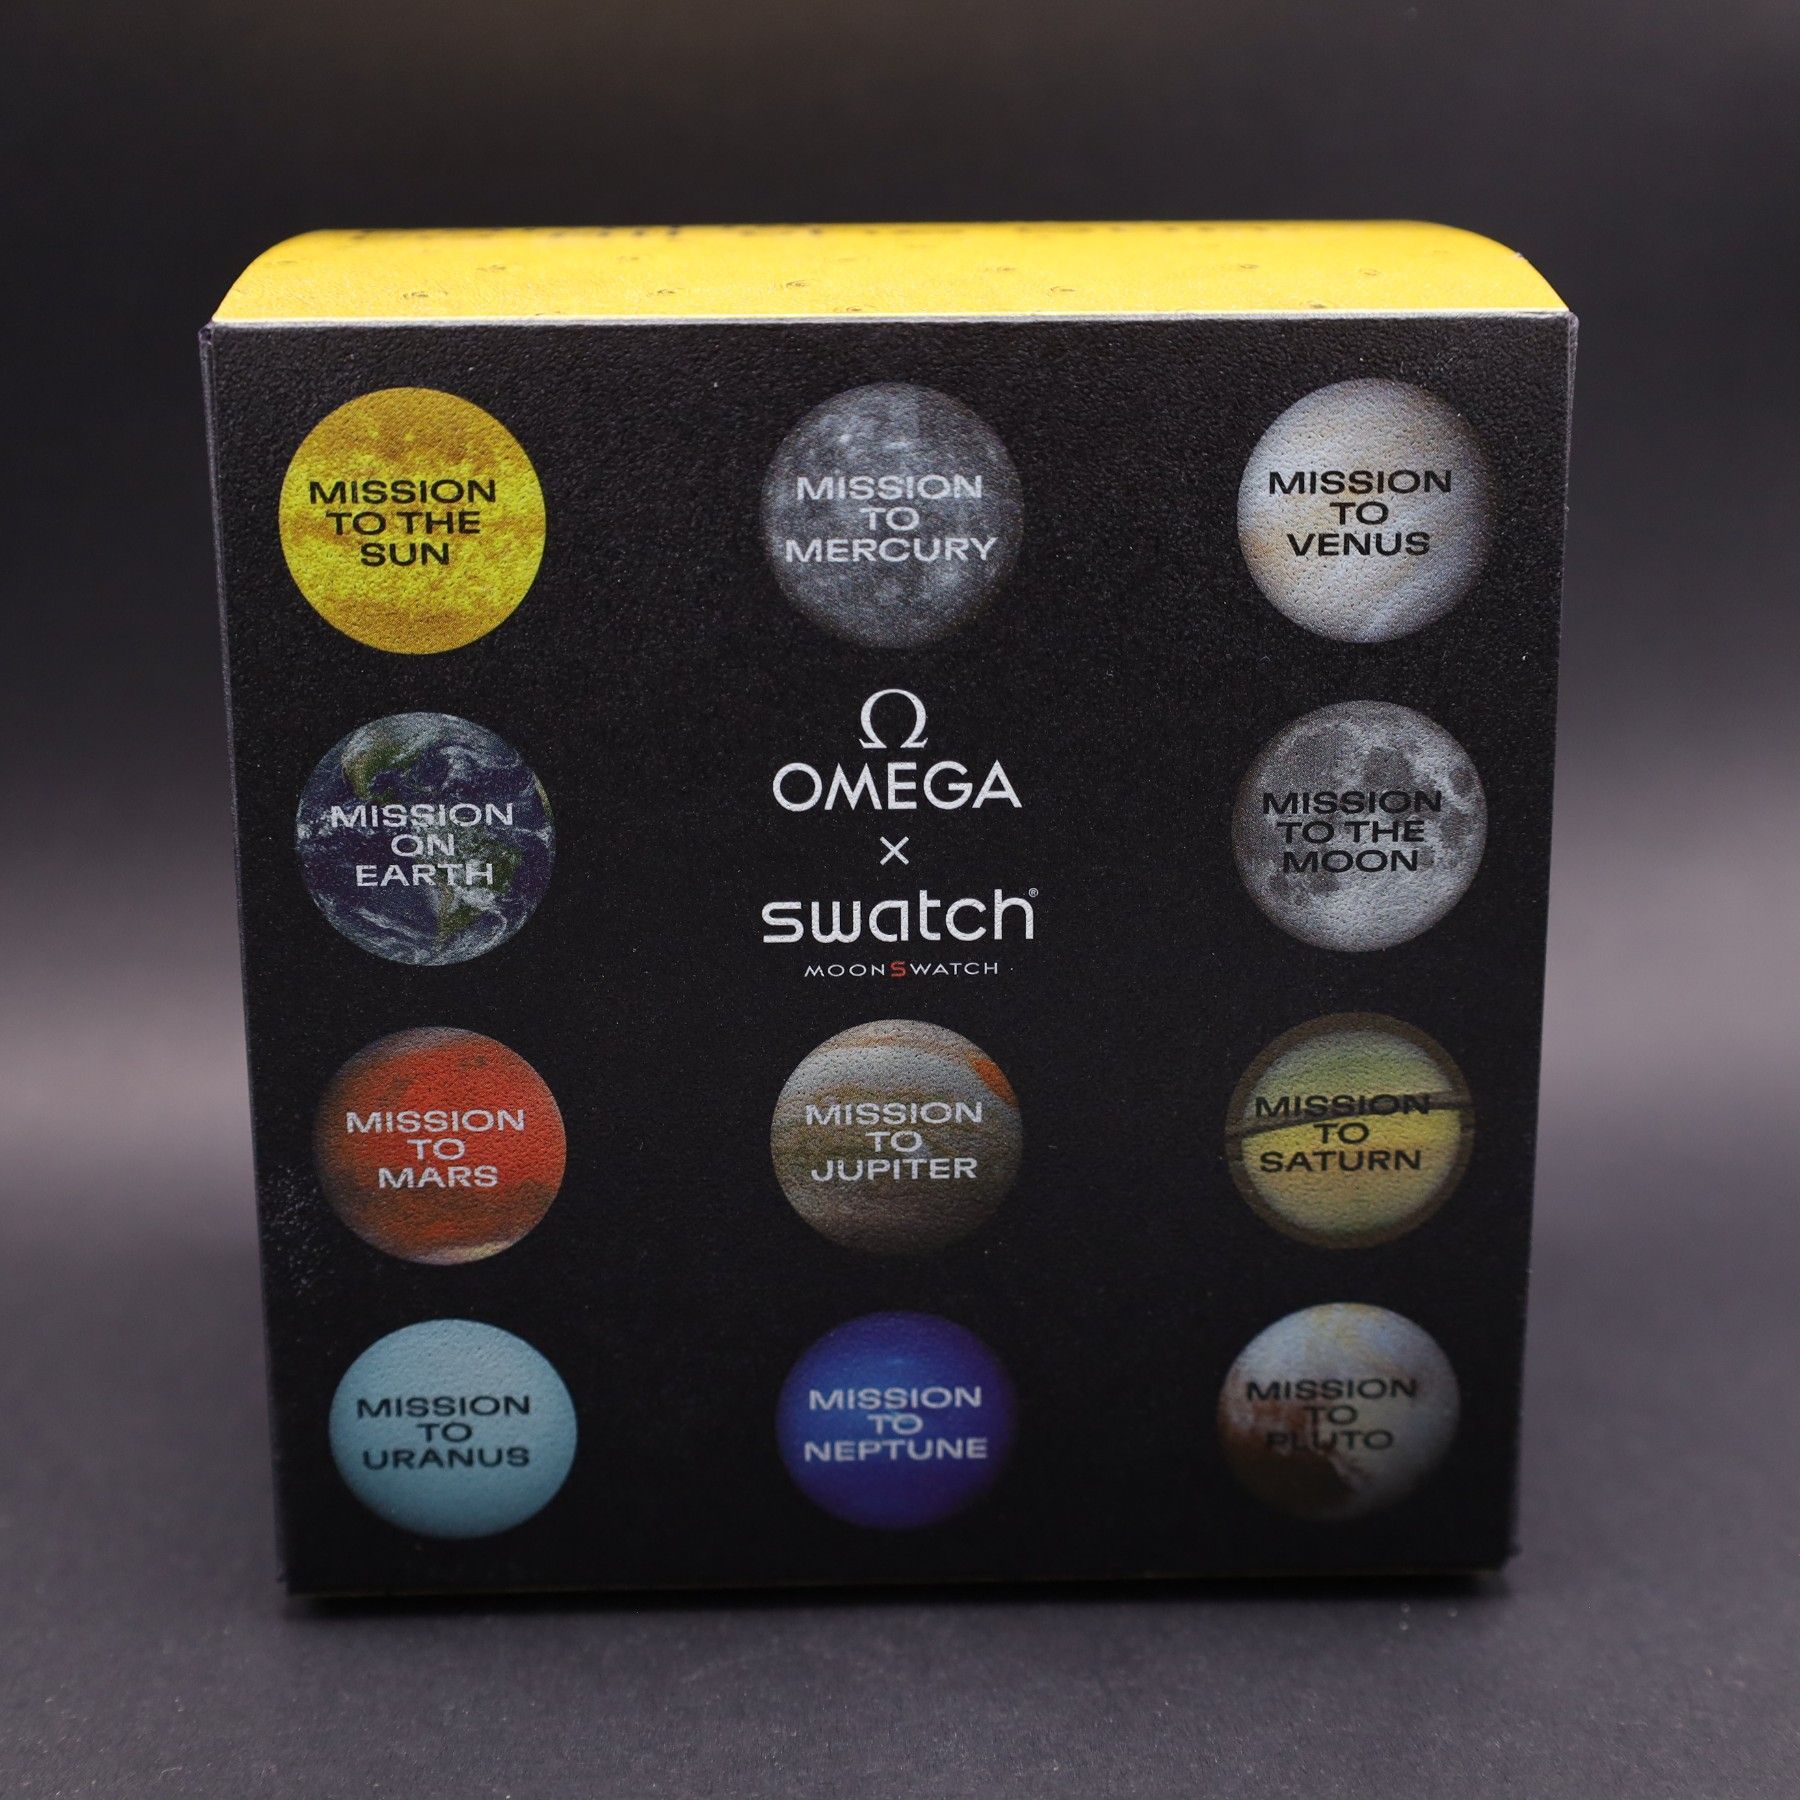 MISSION
TO THE
SUN
MISSION
TO
MERCURY
MISSION
TO
VENUS
MISSION
ON
EARTH
Ω
OMEGA
×
swatch®
MOONSWATCH
MISSION
TO THE
MOON
MISSION
TO
MARS
MISSION
TO
JUPITER
MISSION
TO
SATURN
MISSION
TO
URANUS
MISSION
TO
NEPTUNE
MISSION
TO
PLUTO